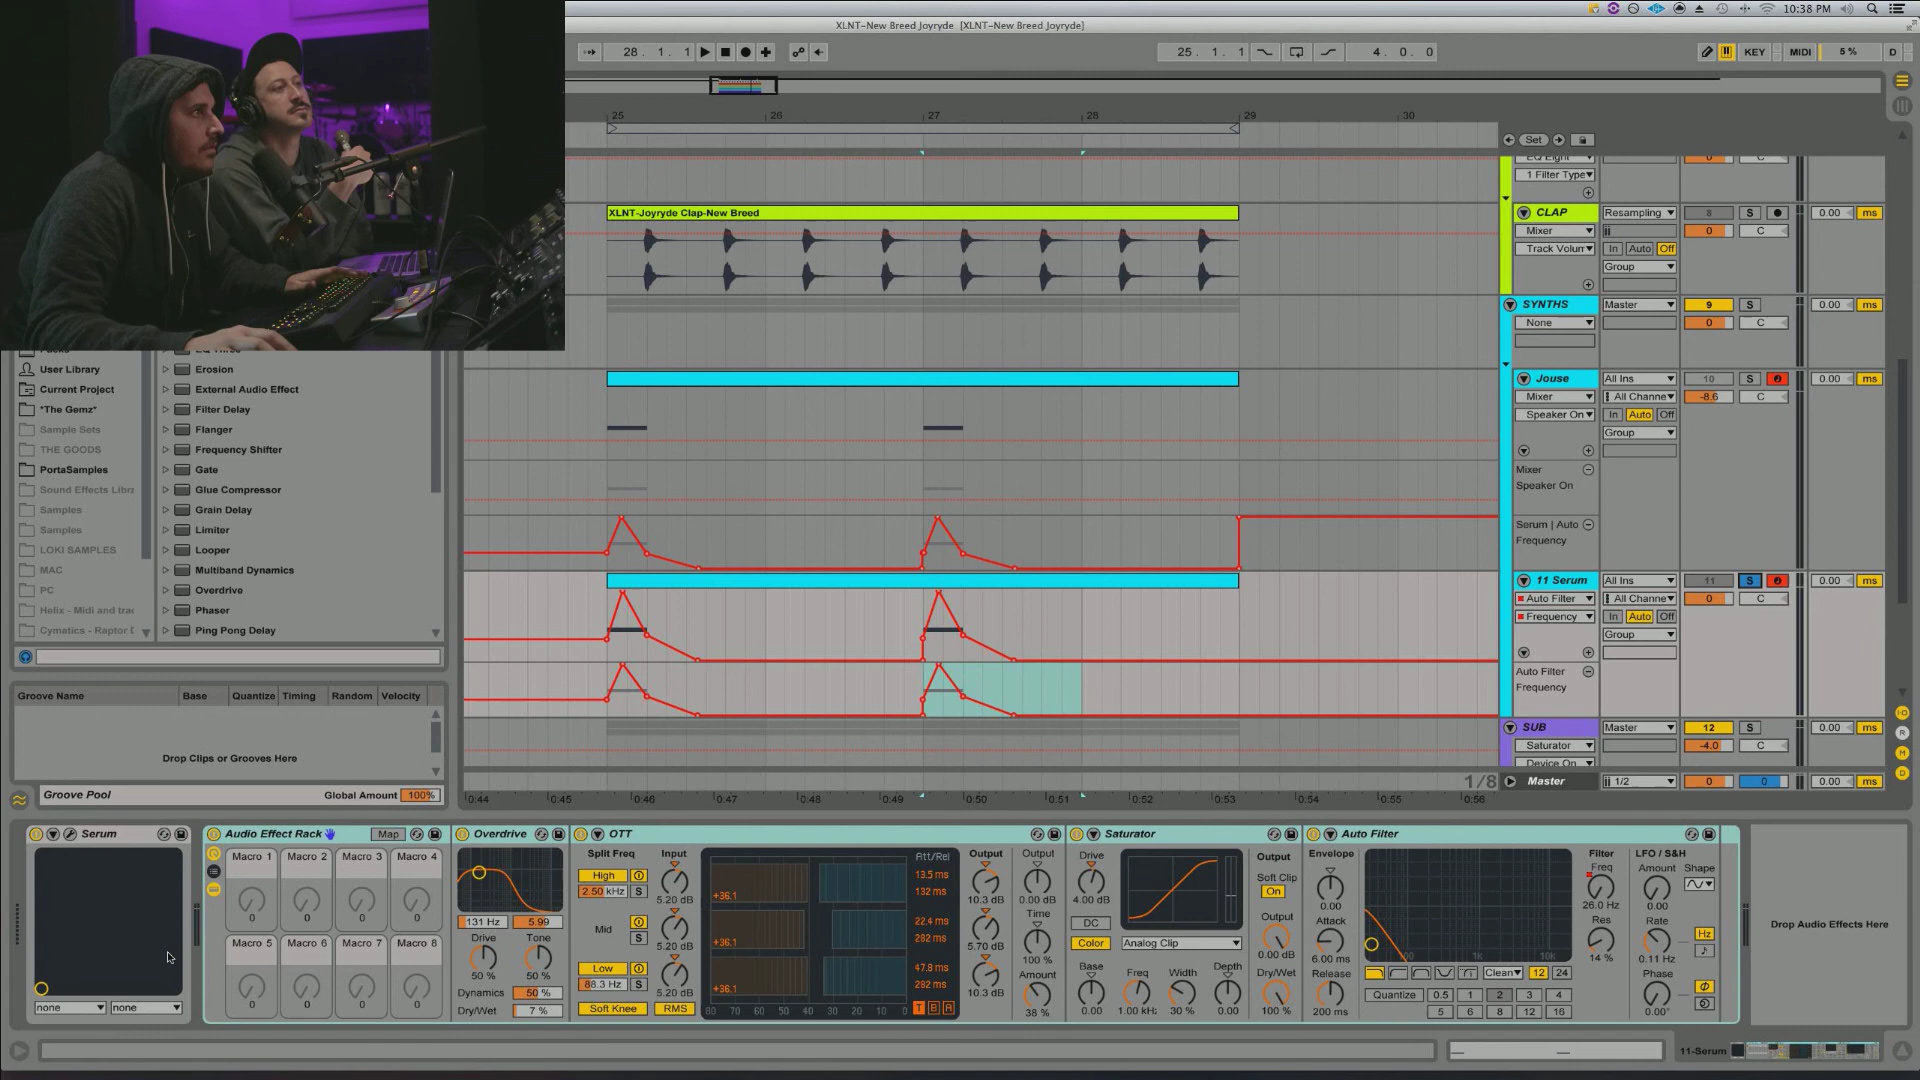 10:38 PM
XLNT-New Breed Joyryde [XLNT-New Breed Joyryde]
28. 1. 1
25. 1. 1
4. 0. 0
KEY
MIDI
5 %
D
25
26
27
28
29
30
Set
EQ Eight
1 Filter Type
XLNT-Joyryde Clap-New Breed
CLAP
Resampling
8
S
0.00
ms
Mixer
0
C
Track Volun
In Auto Off
Group
SYNTHS
Master
9
S
0.00
ms
None
0
C
User Library
Current Project
*The Gemz*
Sample Sets
THE GOODS
PortaSamples
Sound Effects Libra
Samples
Samples
LOKI SAMPLES
MAC
PC
Helix - Midi and trac
Cymatics - Raptor D
EQ Three
Erosion
External Audio Effect
Filter Delay
Flanger
Frequency Shifter
Gate
Glue Compressor
Grain Delay
Limiter
Looper
Multiband Dynamics
Overdrive
Phaser
Ping Pong Delay
Jouse
All Ins
10
S
0.00
ms
Mixer
All Channe
-8.6
C
Speaker On
In Auto Off
Group
Mixer
Speaker On
Serum | Auto
Frequency
11 Serum
All Ins
11
S
0.00
ms
Auto Filter
All Channe
0
C
Frequency
In Auto Off
Group
Auto Filter
Frequency
SUB
Master
12
S
0.00
ms
Saturator
-4.0
C
Device On
1/8
Master
1/2
0
0
0.00
ms
Groove Name
Base
Quantize
Timing
Random
Velocity
Drop Clips or Grooves Here
Groove Pool
Global Amount 100%
0:44
0:45
0:46
0:47
0:48
0:49
0:50
0:51
0:52
0:53
0:54
0:55
0:56
Serum
none
none
Audio Effect Rack
Map
Macro 1
Macro 2
Macro 3
Macro 4
0
0
0
0
Macro 5
Macro 6
Macro 7
Macro 8
0
0
0
0
Overdrive
131 Hz
5.99
Drive
Tone
50 %
50 %
Dynamics
50 %
Dry/Wet
7 %
OTT
Split Freq
Input
High
2.50 kHz
S
5.20 dB
Mid
S
5.20 dB
Low
88.3 Hz
S
5.20 dB
Soft Knee
RMS
+36.1
+36.1
+36.1
80 70 60 50 40 30 20 10 0
Att/Rel
13.5 ms
132 ms
22.4 ms
282 ms
47.8 ms
282 ms
T B A
Output
10.3 dB
5.70 dB
10.3 dB
Output
0.00 dB
Time
100 %
Amount
38 %
Saturator
Drive
4.00 dB
DC
Color
Analog Clip
Base
Freq
Width
Depth
0.00
1.00 kHz
30 %
0.00
Output
Soft Clip
On
Output
0.00 dB
Dry/Wet
100 %
Auto Filter
Envelope
0.00
Attack
6.00 ms
Release
200 ms
100
1k
10k
Clean
12
24
Quantize
0.5
1
2
3
4
5
6
8
12
16
Filter
Freq
26.0 Hz
Res
14 %
LFO / S&H
Amount
Shape
0.00
Rate
Hz
0.11 Hz
Phase
0.00°
Drop Audio Effects Here
11-Serum